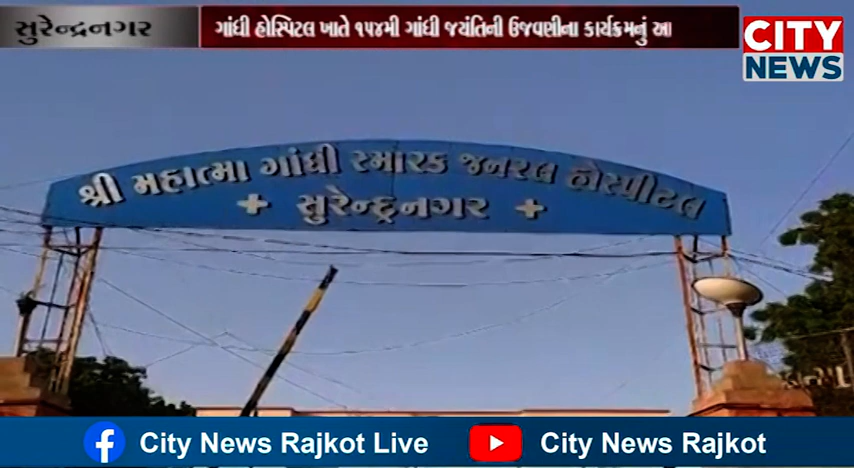 સુરેન્દ્રનગર
ગાંધી હોસ્પિટલ ખાતે ૧૫૪મી ગાંધી જયંતિની ઉજવણીના કાર્યક્રમનું આ
CITY
NEWS
શ્રી મહાત્મા ગાંધી સ્મારક જનરલ હોસ્પીટલ
+ સુરેન્દ્રનગર +
City News Rajkot Live
City News Rajkot